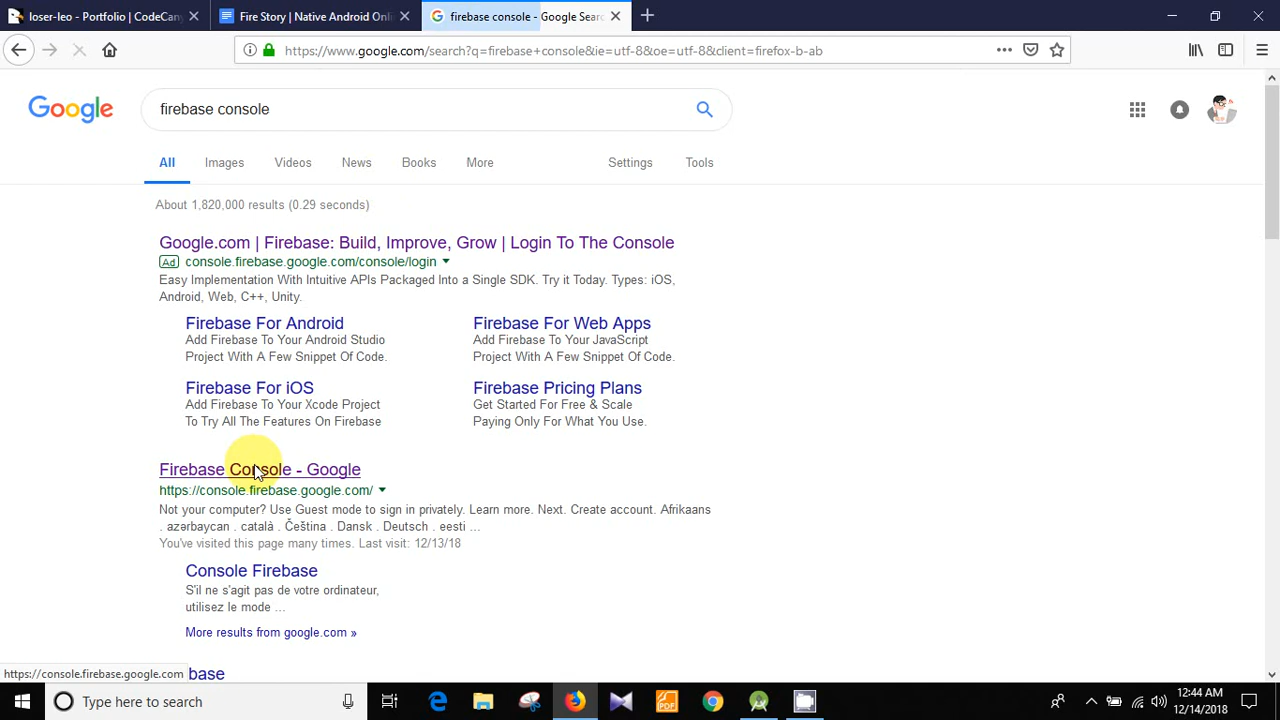 loser-leo - Portfolio | CodeCany
Fire Story | Native Android Onli
firebase console - Google Searc
https://www.google.com/search?q=firebase+console&ie=utf-8&oe=utf-8&client=firefox-b-ab
Google
firebase console
All
Images
Videos
News
Books
More
Settings
Tools
About 1,820,000 results (0.29 seconds)
Google.com | Firebase: Build, Improve, Grow | Login To The Console
Ad console.firebase.google.com/console/login
Easy Implementation With Intuitive APIs Packaged Into a Single SDK. Try it Today. Types: iOS,
Android, Web, C++, Unity.
Firebase For Android
Add Firebase To Your Android Studio
Project With A Few Snippet Of Code.
Firebase For Web Apps
Add Firebase To Your JavaScript
Project With A Few Snippet Of Code.
Firebase For iOS
Add Firebase To Your Xcode Project
To Try All The Features On Firebase
Firebase Pricing Plans
Get Started For Free & Scale
Paying Only For What You Use.
Firebase Console - Google
https://console.firebase.google.com/
Not your computer? Use Guest mode to sign in privately. Learn more. Next. Create account. Afrikaans
. azərbaycan . català . Čeština . Dansk . Deutsch . eesti ...
You've visited this page many times. Last visit: 12/13/18
Console Firebase
S'il ne s'agit pas de votre ordinateur,
utilisez le mode ...
More results from google.com »
https://console.firebase.google.com
base
Type here to search
PDF
12:44 AM
12/14/2018